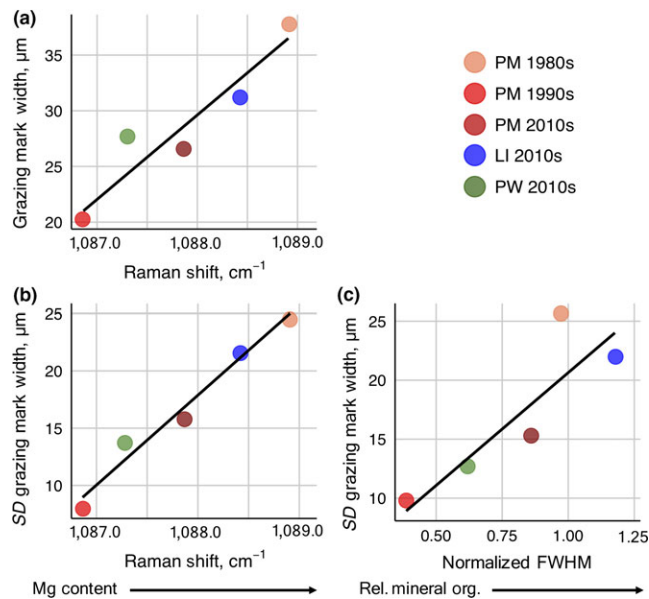 (a)
Grazing mark width, µm
35
30
25
20
1,087.0 1,088.0 1,089.0
Raman shift, cm⁻¹
PM 1980s
PM 1990s
PM 2010s
LI 2010s
PW 2010s
(b)
SD grazing mark width, µm
25
20
15
10
1,087.0 1,088.0 1,089.0
Raman shift, cm⁻¹
Mg content
(c)
SD grazing mark width, µm
25
20
15
10
0.50 0.75 1.00 1.25
Normalized FWHM
Rel. mineral org.